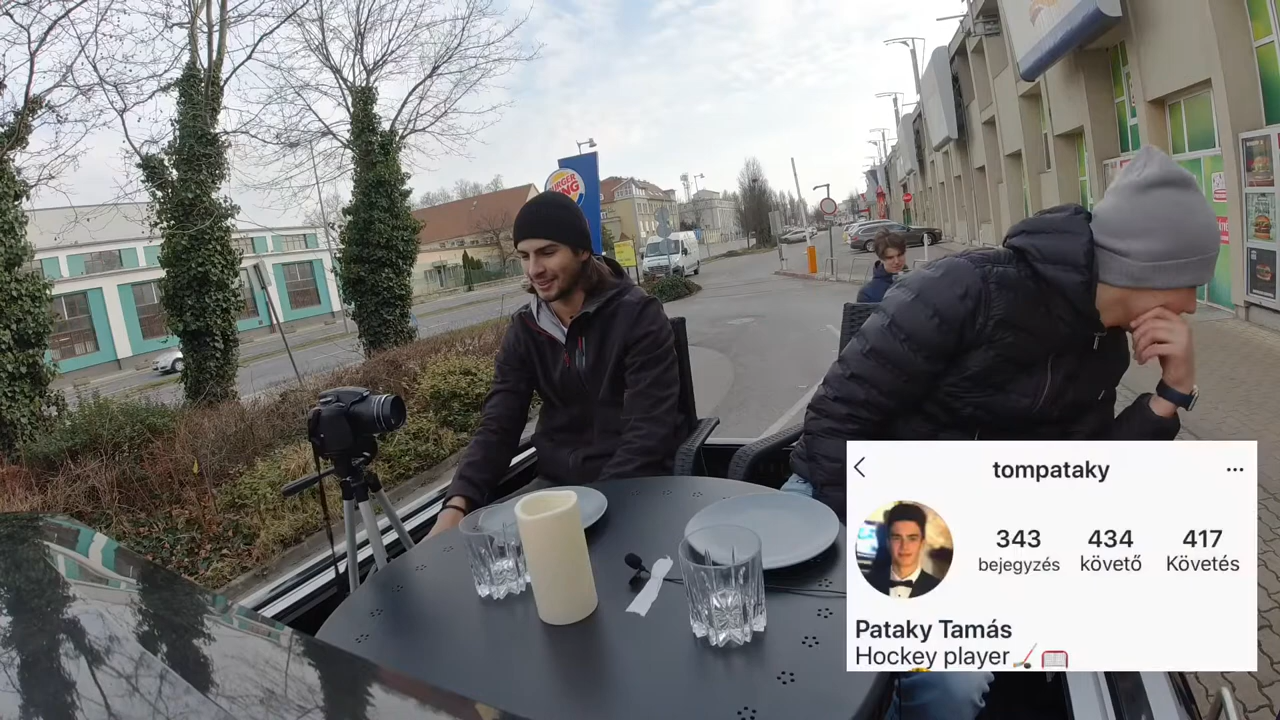 BURGER
KING
tompataky
343 434 417
bejegyzés követő Követés
Pataky Tamás
Hockey player